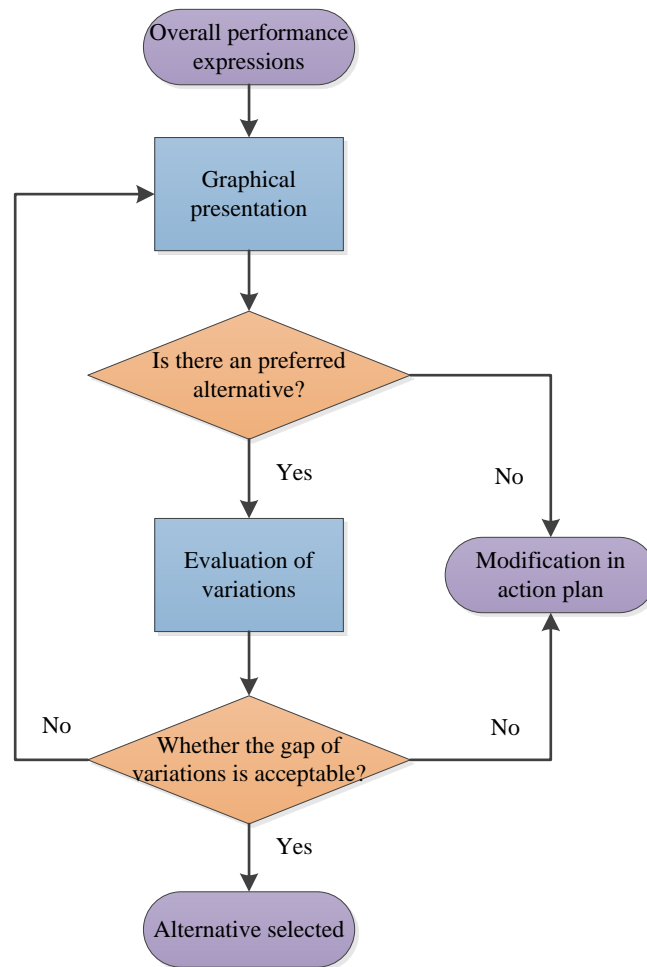 Overall performance
expressions
Graphical
presentation
Is there an preferred
alternative?
Yes
No
Evaluation of
variations
Modification in
action plan
No
Whether the gap of
variations is acceptable?
No
Yes
Alternative selected